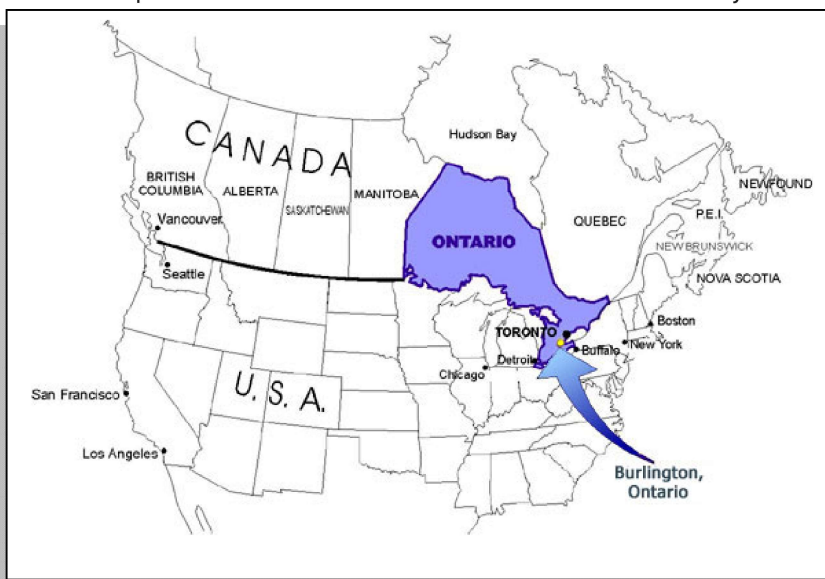 CANADA
Hudson Bay
BRITISH
COLUMBIA
ALBERTA
SASKATCHEWAN
MANITOBA
ONTARIO
QUEBEC
NEWFOUND
P.E.I.
NEW BRUNSWICK
NOVA SCOTIA
Vancouver
Seattle
TORONTO
Boston
New York
Buffalo
Detroit
Chicago
San Francisco
U.S.A.
Los Angeles
Burlington,
Ontario